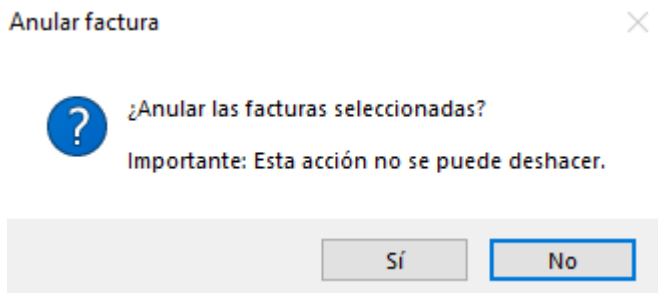 Anular factura
¿Anular las facturas seleccionadas?
Importante: Esta acción no se puede deshacer.
Sí
No